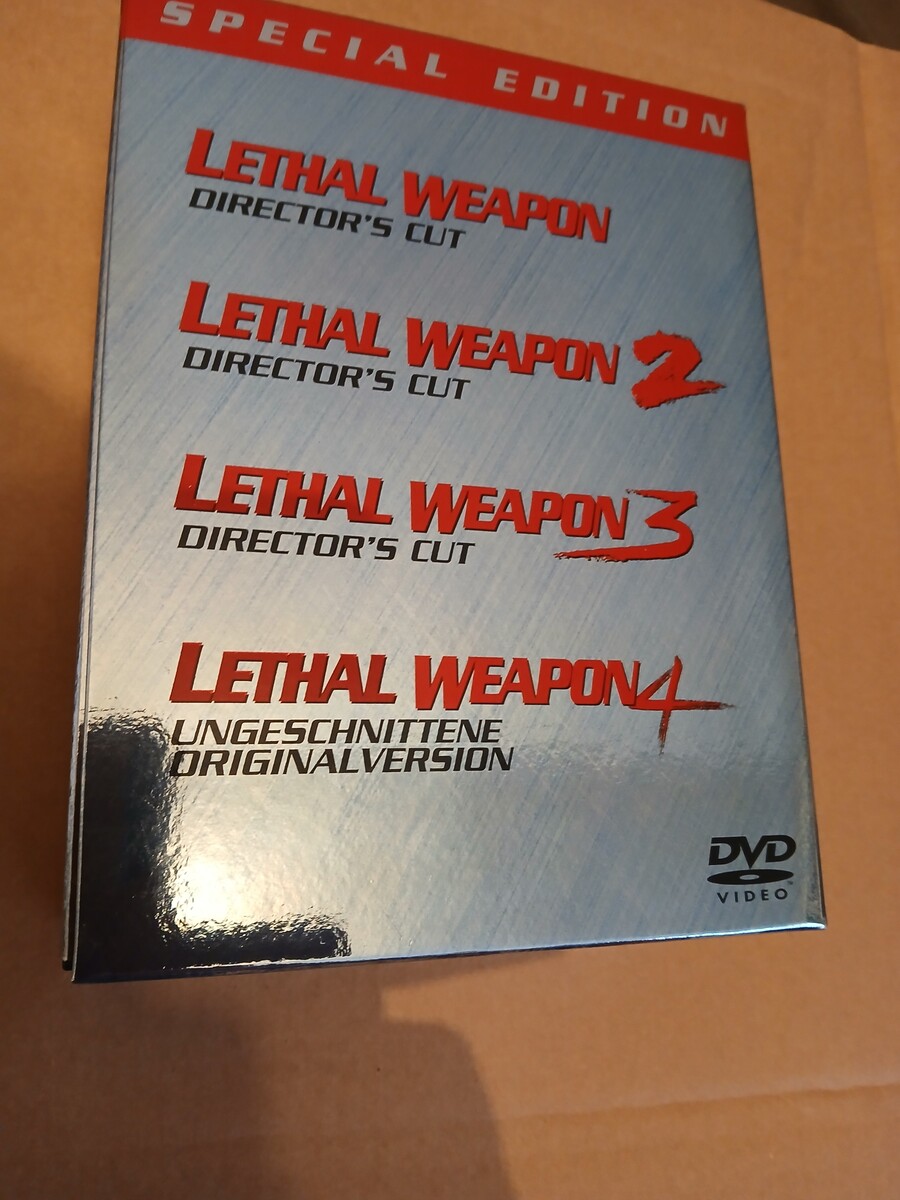 SPECIAL EDITION
LETHAL WEAPON
DIRECTOR'S CUT
LETHAL WEAPON 2
DIRECTOR'S CUT
LETHAL WEAPON 3
DIRECTOR'S CUT
LETHAL WEAPON 4
UNGESCHNITTENE
ORIGINALVERSION
DVD
VIDEO™